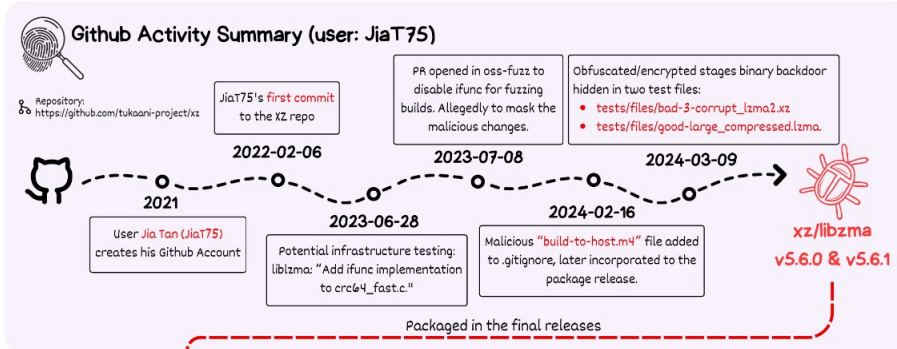 Github Activity Summary (user: JiaT75)
Repository:
https://github.com/tukaani-project/xz
JiaT75's first commit
to the XZ repo
2022-02-06
PR opened in oss-fuzz to
disable ifunc for fuzzing
builds. Allegedly to mask the
malicious changes.
2023-07-08
Obfuscated/encrypted stages binary backdoor
hidden in two test files:
• tests/files/bad-3-corrupt_lzma2.xz
• tests/files/good-large_compressed.lzma.
2024-03-09
2021
User Jia Tan (JiaT75)
creates his Github Account
2023-06-28
Potential infrastructure testing:
liblzma: “Add ifunc implementation
to crc64_fast.c."
2024-02-16
Malicious “build-to-host.m4” file added
to .gitignore, later incorporated to the
package release.
xz/libzma
v5.6.0 & v5.6.1
Packaged in the final releases